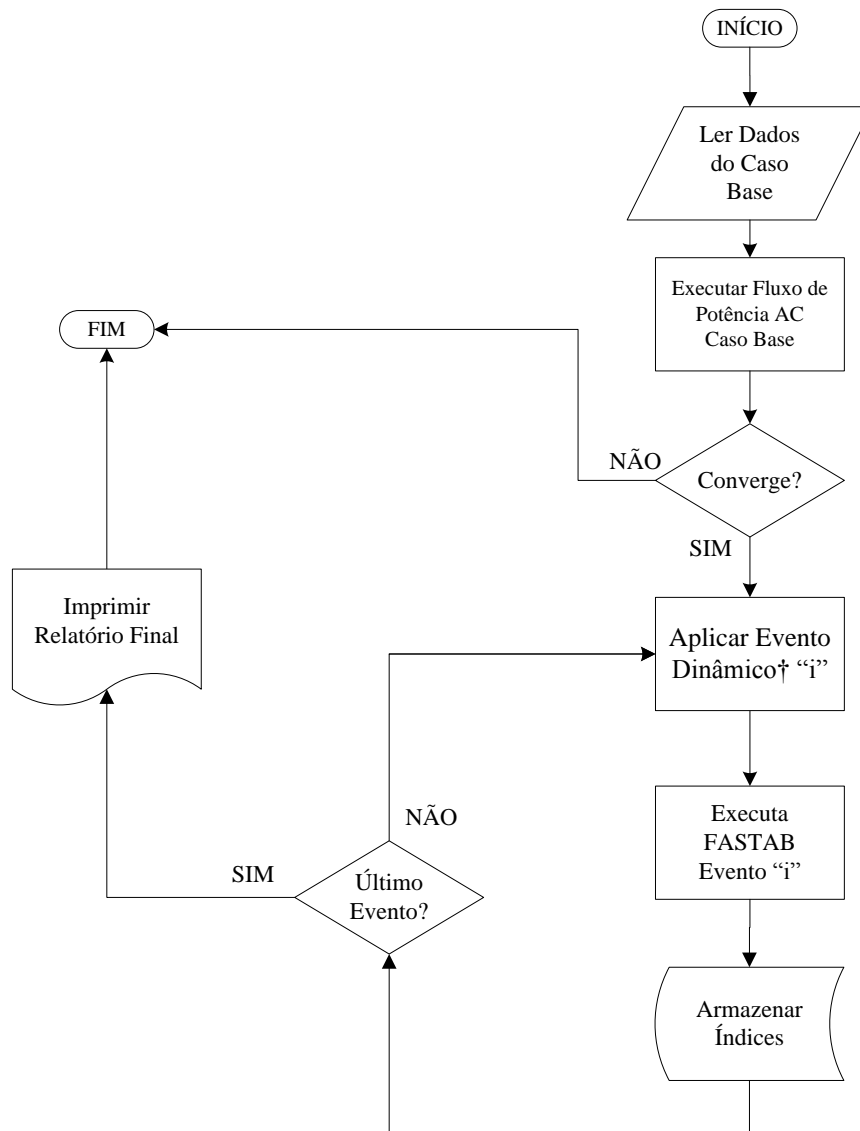 INÍCIO
Ler Dados
do Caso
Base
Executar Fluxo de
Potência AC
Caso Base
FIM
NÃO
Converge?
SIM
Imprimir
Relatório Final
Aplicar Evento
Dinâmico† “i”
NÃO
Executa
FASTAB
Evento “i”
SIM
Último
Evento?
Armazenar
Índices